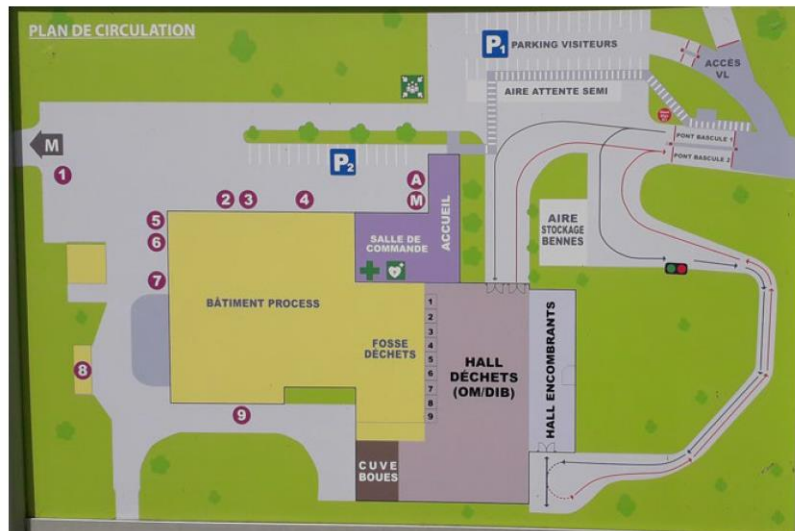 PLAN DE CIRCULATION
P1 PARKING VISITEURS
ACCÈS
VL
AIRE ATTENTE SEMI
PONT BASCULE 1
PONT BASCULE 2
M
1
P2
2
3
4
A
M
5
6
7
8
9
SALLE DE
COMMANDE
ACCUEIL
AIRE
STOCKAGE
BENNES
BÂTIMENT PROCESS
FOSSE
DÉCHETS
1
2
3
4
5
6
7
8
9
HALL
DÉCHETS
(OM/DIB)
HALL ENCOMBRANTS
CUVE
BOUES